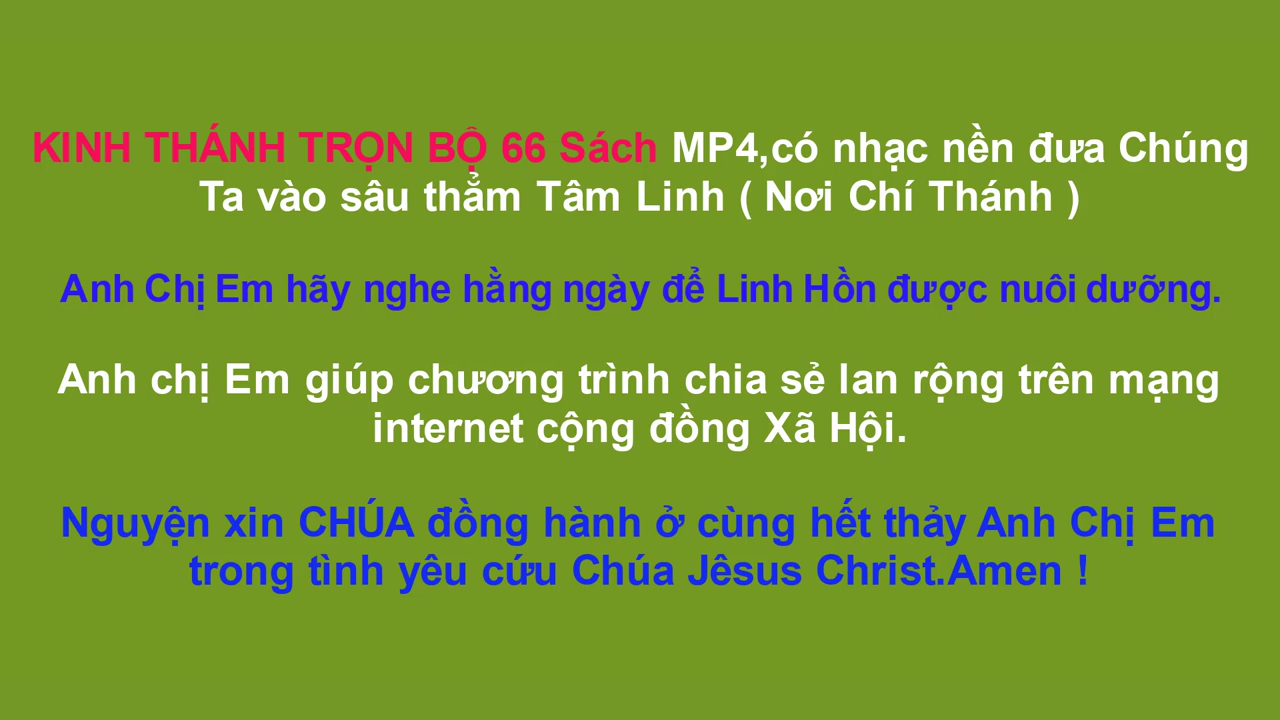 KINH THÁNH TRỌN BỘ 66 Sách MP4,có nhạc nền đưa Chúng
Ta vào sâu thẳm Tâm Linh ( Nơi Chí Thánh )
Anh Chị Em hãy nghe hằng ngày để Linh Hồn được nuôi dưỡng.
Anh chị Em giúp chương trình chia sẻ lan rộng trên mạng
internet cộng đồng Xã Hội.
Nguyện xin CHÚA đồng hành ở cùng hết thảy Anh Chị Em
trong tình yêu cứu Chúa Jêsus Christ.Amen !